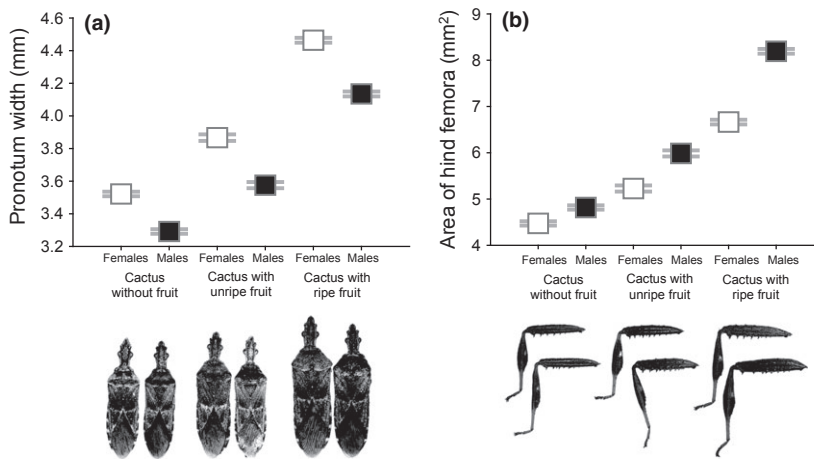 (a)
Pronotum width (mm)
4.6
4.6
4.2
4.0
3.8
3.6
3.4
3.2
Females Males Females Males Females Males
Cactus without fruit
Cactus with unripe fruit
Cactus with ripe fruit
(b)
Area of hind femora (mm²)
9
8
7
6
5
4
Females Males Females Males Females Males
Cactus without fruit
Cactus with unripe fruit
Cactus with ripe fruit